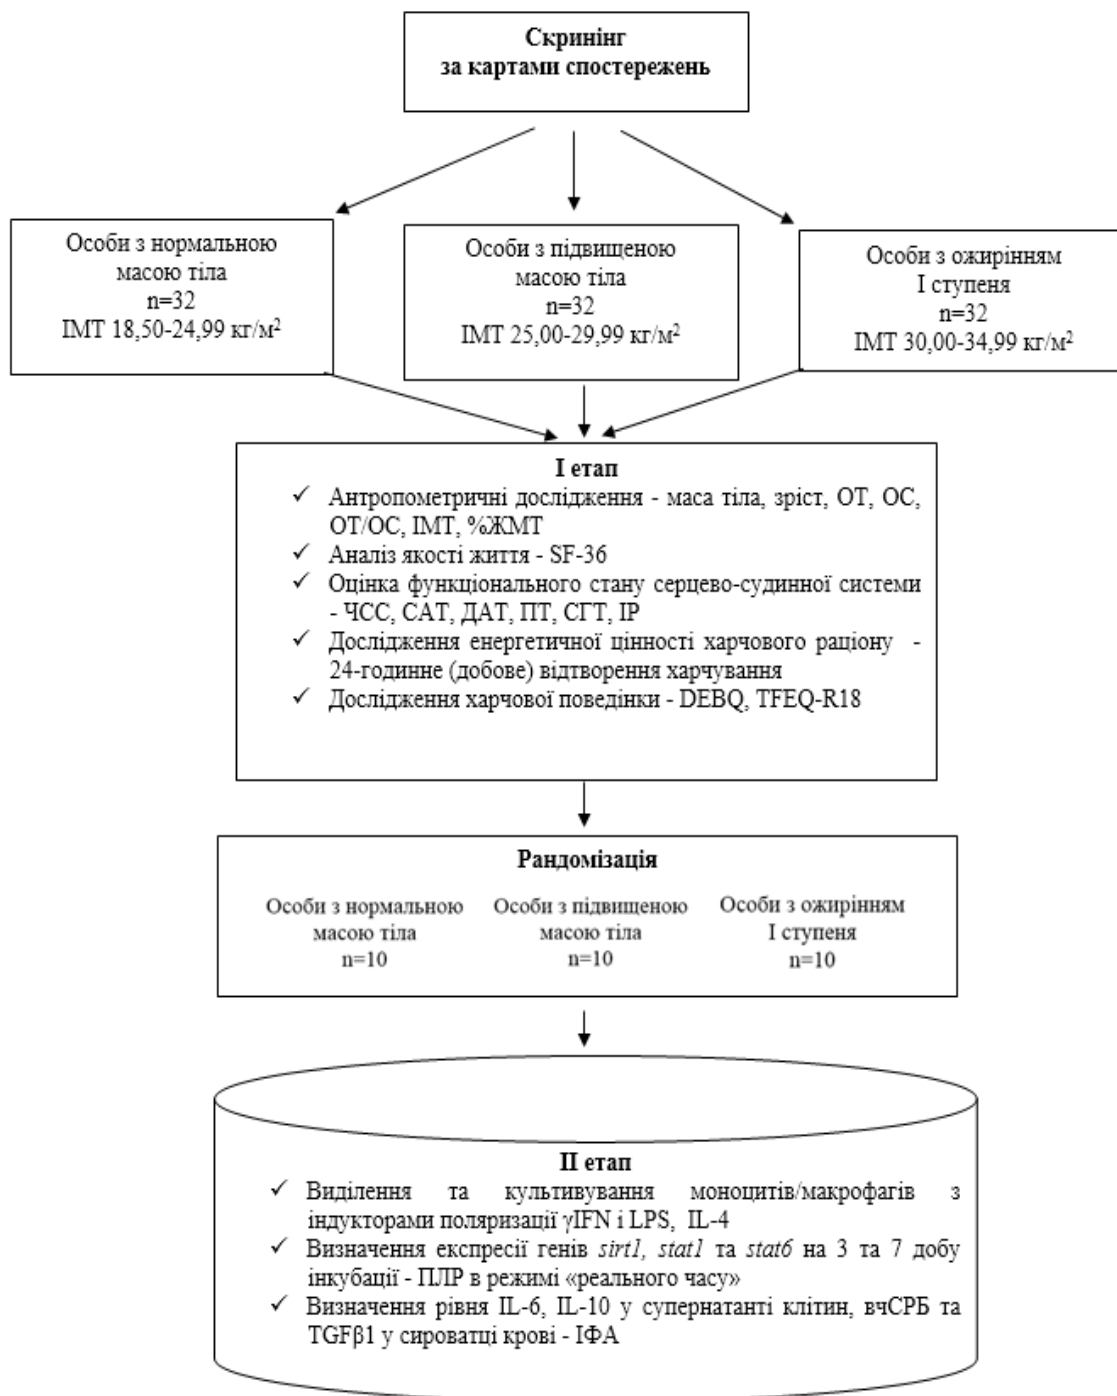 Скринінг
за картами спостережень
Особи з нормальною
масою тіла
n=32
ІМТ 18,50-24,99 кг/м²
Особи з підвищеною
масою тіла
n=32
ІМТ 25,00-29,99 кг/м²
Особи з ожирінням
І ступеня
n=32
ІМТ 30,00-34,99 кг/м²
І етап
✓ Антропометричні дослідження - маса тіла, зріст, ОТ, ОС,
ОТ/ОС, ІМТ, %ЖМТ
✓ Аналіз якості життя - SF-36
✓ Оцінка функціонального стану серцево-судинної системи
- ЧСС, САТ, ДАТ, ПТ, СГТ, ІР
✓ Дослідження енергетичної цінності харчового раціону -
24-годинне (добове) відтворення харчування
✓ Дослідження харчової поведінки - DEBQ, TFEQ-R18
Рандомізація
Особи з нормальною
масою тіла
n=10
Особи з підвищеною
масою тіла
n=10
Особи з ожирінням
І ступеня
n=10
ІІ етап
✓ Виділення та культивування моноцитів/макрофагів з
індукторами поляризації γIFN і LPS, IL-4
✓ Визначення експресії генів sirt1, stat1 та stat6 на 3 та 7 добу
інкубації - ПЛР в режимі «реального часу»
✓ Визначення рівня IL-6, IL-10 у супернатанті клітин, вчСРБ та
TGFβ1 у сироватці крові - ІФА